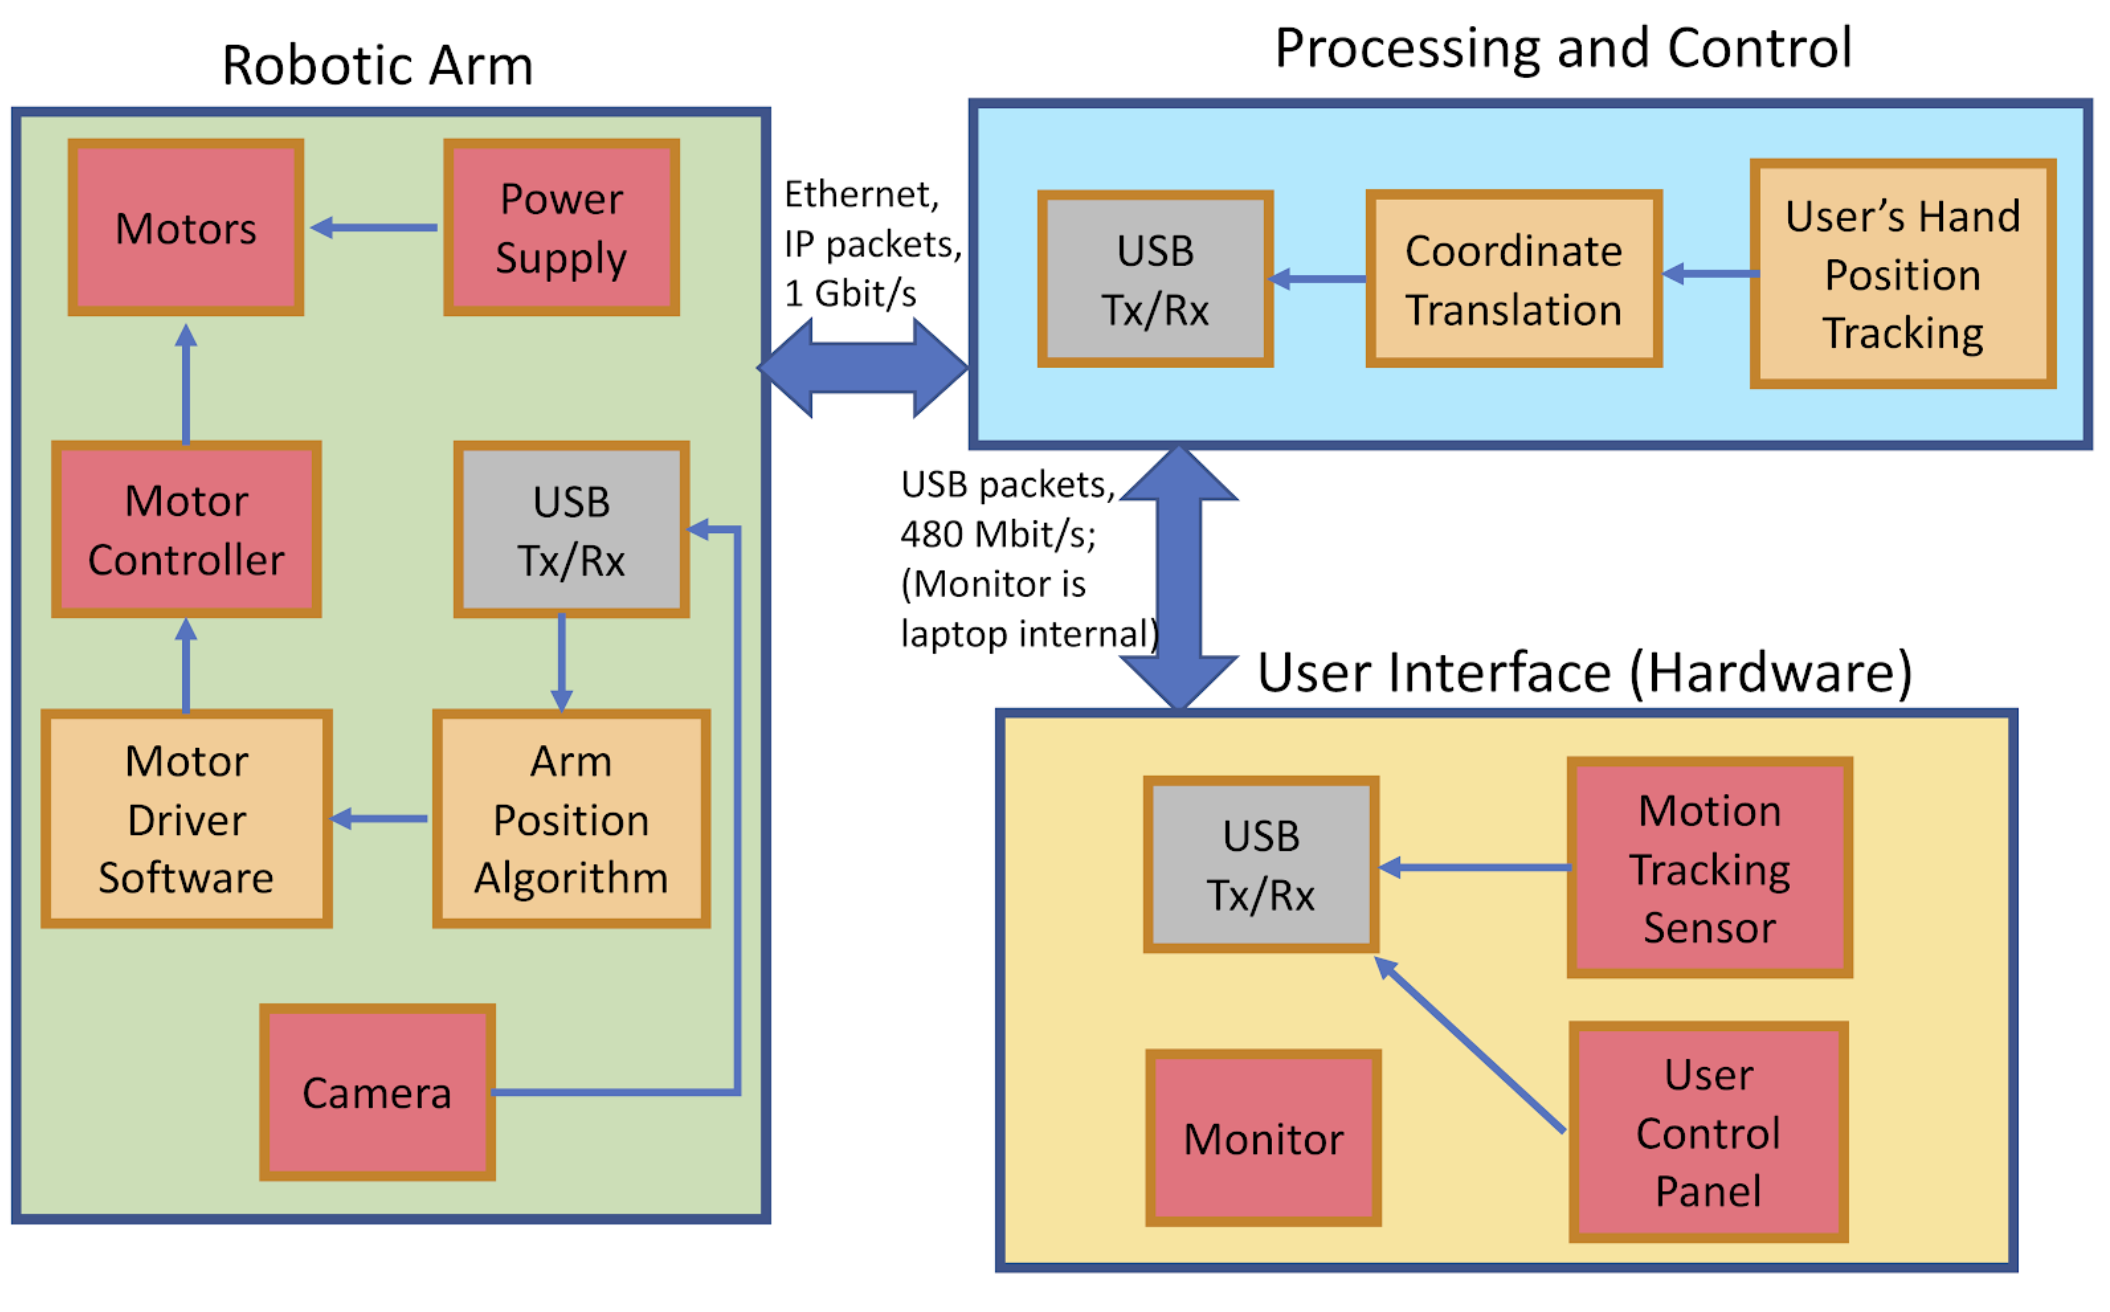 Robotic Arm
Motors
Power
Supply
Motor
Controller
USB
Tx/Rx
Motor
Driver
Software
Arm
Position
Algorithm
Camera
Ethernet,
IP packets,
1 Gbit/s
Processing and Control
USB
Tx/Rx
Coordinate
Translation
User’s Hand
Position
Tracking
USB packets,
480 Mbit/s;
(Monitor is
laptop internal)
User Interface (Hardware)
USB
Tx/Rx
Motion
Tracking
Sensor
Monitor
User
Control
Panel